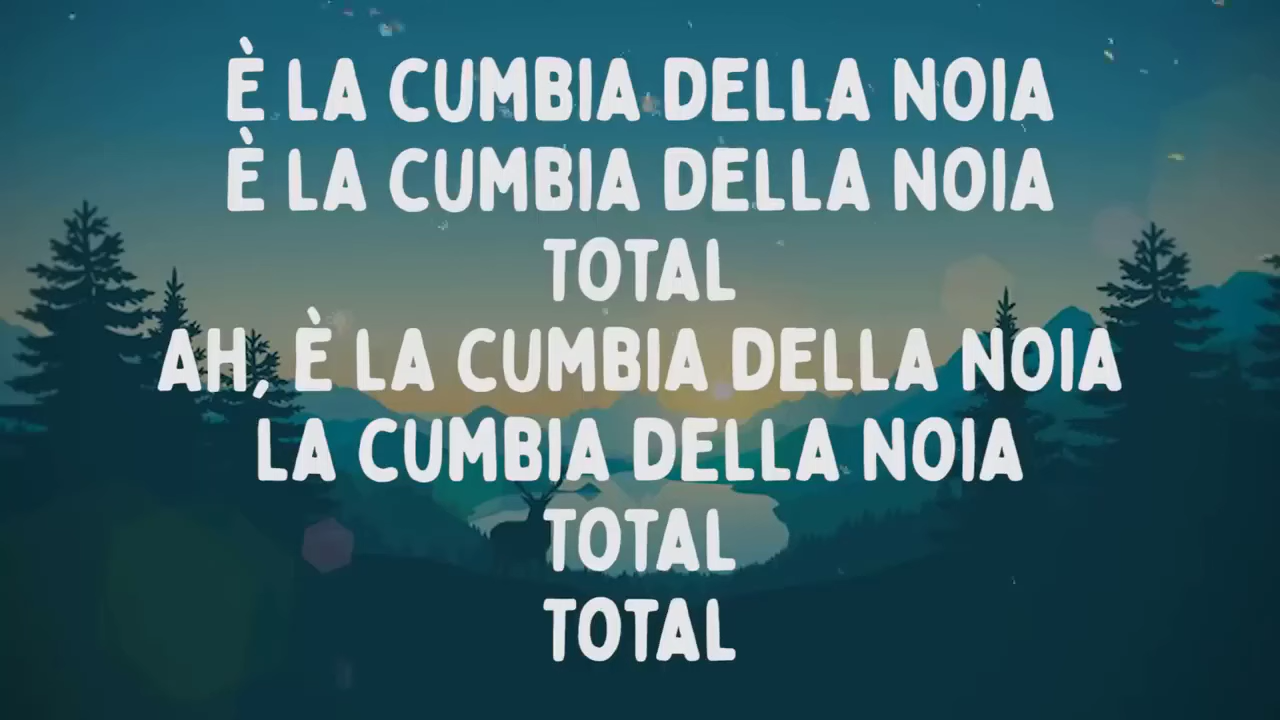 È LA CUMBIA DELLA NOIA
È LA CUMBIA DELLA NOIA
TOTAL
AH, È LA CUMBIA DELLA NOIA
LA CUMBIA DELLA NOIA
TOTAL
TOTAL